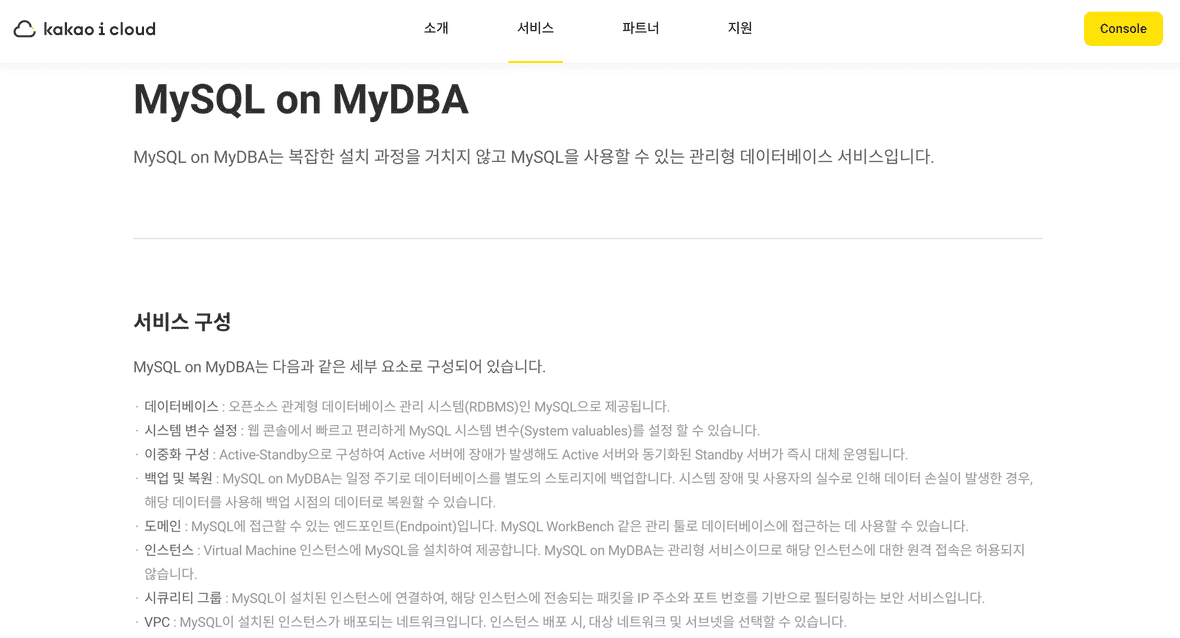 kakao i cloud
소개
서비스
파트너
지원
Console
MySQL on MyDBA
MySQL on MyDBA는 복잡한 설치 과정을 거치지 않고 MySQL을 사용할 수 있는 관리형 데이터베이스 서비스입니다.
서비스 구성
MySQL on MyDBA는 다음과 같은 세부 요소로 구성되어 있습니다.
· 데이터베이스 : 오픈소스 관계형 데이터베이스 관리 시스템(RDBMS)인 MySQL으로 제공됩니다.
· 시스템 변수 설정 : 웹 콘솔에서 빠르고 편리하게 MySQL 시스템 변수(System valuables)를 설정 할 수 있습니다.
· 이중화 구성 : Active-Standby으로 구성하여 Active 서버에 장애가 발생해도 Active 서버와 동기화된 Standby 서버가 즉시 대체 운영됩니다.
· 백업 및 복원 : MySQL on MyDBA는 일정 주기로 데이터베이스를 별도의 스토리지에 백업합니다. 시스템 장애 및 사용자의 실수로 인해 데이터 손실이 발생한 경우,
해당 데이터를 사용해 백업 시점의 데이터로 복원할 수 있습니다.
· 도메인 : MySQL에 접근할 수 있는 엔드포인트(Endpoint)입니다. MySQL WorkBench 같은 관리 툴로 데이터베이스에 접근하는 데 사용할 수 있습니다.
· 인스턴스 : Virtual Machine 인스턴스에 MySQL을 설치하여 제공합니다. MySQL on MyDBA는 관리형 서비스이므로 해당 인스턴스에 대한 원격 접속은 허용되지
않습니다.
· 시큐리티 그룹 : MySQL이 설치된 인스턴스에 연결하여, 해당 인스턴스에 전송되는 패킷을 IP 주소와 포트 번호를 기반으로 필터링하는 보안 서비스입니다.
· VPC : MySQL이 설치된 인스턴스가 배포되는 네트워크입니다. 인스턴스 배포 시, 대상 네트워크 및 서브넷을 선택할 수 있습니다.